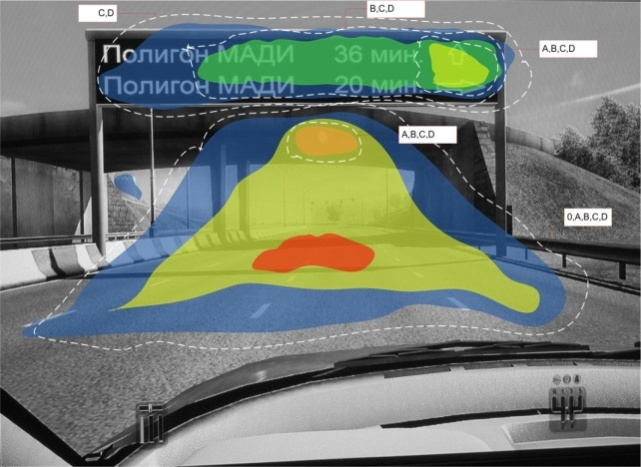 C,D
B,C,D
A,B,C,D
Полигон МАДИ 36 мин
Полигон МАДИ 20 мин
A,B,C,D
0,A,B,C,D